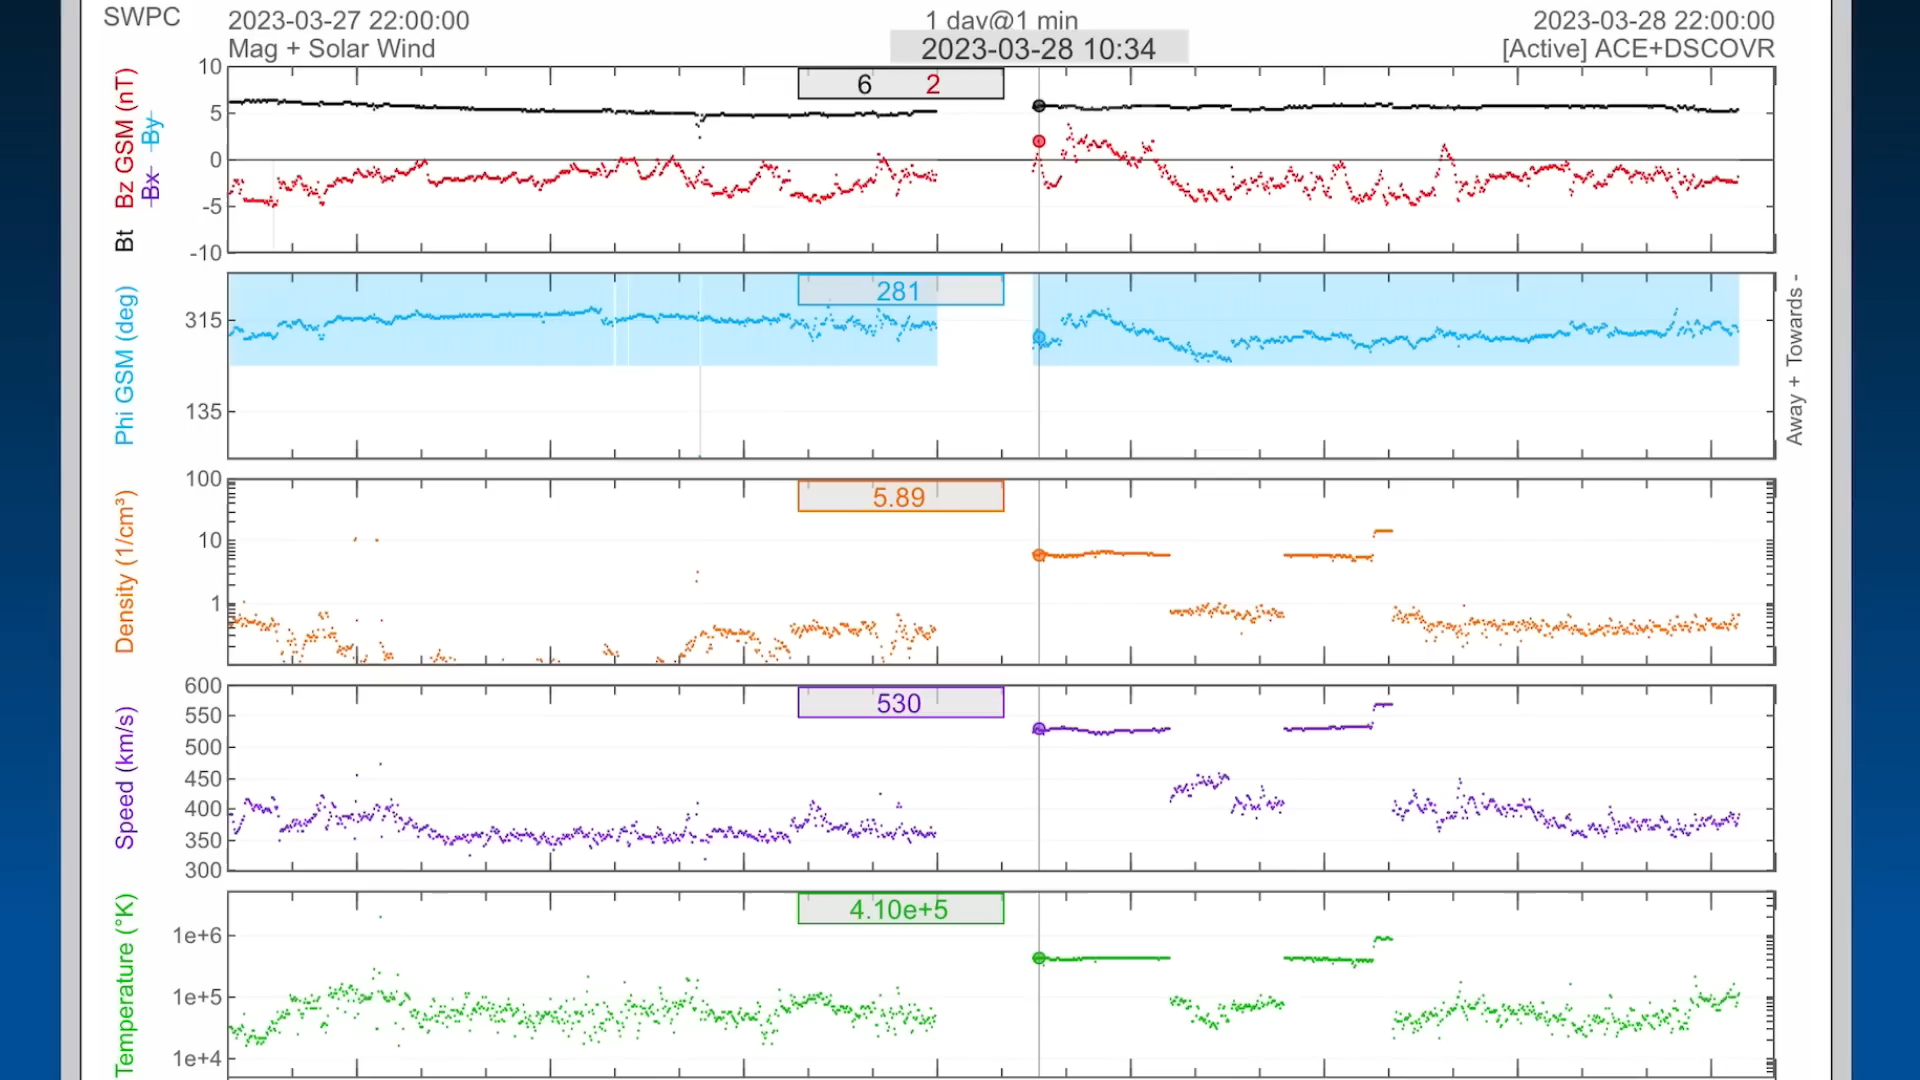 SWPC
2023-03-27 22:00:00
1 day@1 min
2023-03-28 22:00:00
Mag + Solar Wind
2023-03-28 10:34
[Active] ACE+DSCOVR
Bt Bz GSM (nT)
Bx By
10
5
0
-5
-10
6 2
Phi GSM (deg)
315
135
281
Away + Towards -
Density (1/cm³)
100
10
1
5.89
Speed (km/s)
600
550
500
450
400
350
300
530
Temperature (°K)
1e+6
1e+5
1e+4
4.10e+5